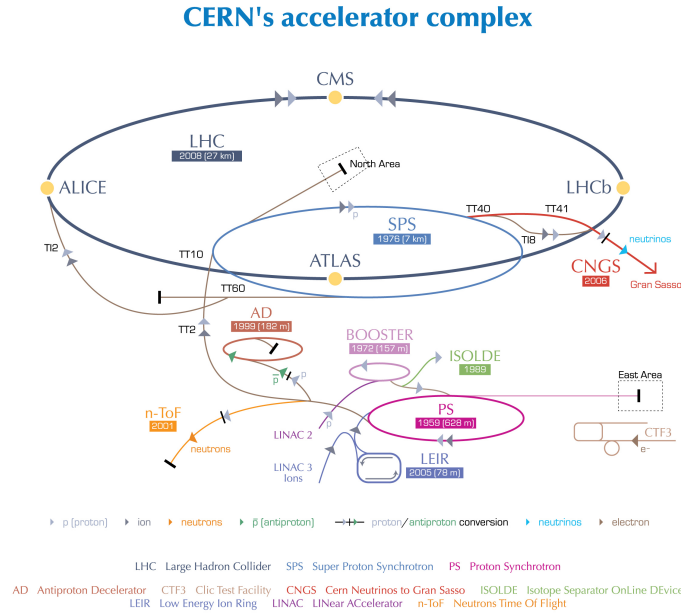 CERN's accelerator complex
CMS
LHC
2008 (27 km)
North Area
ALICE
LHCb
TT40
TT41
SPS
1976 (7 km)
p
TI2
TT10
TI8
neutrinos
ATLAS
CNGS
2006
Gran Sasso
TT60
AD
1999 (182 m)
TT2
BOOSTER
1972 (157 m)
ISOLDE
1989
East Area
p
p̅
n-ToF
2001
LINAC 2
p
PS
1959 (628 m)
neutrons
CTF3
e-
LINAC 3
Ions
LEIR
2005 (78 m)
p (proton) ion neutrons p̅ (antiproton) proton/antiproton conversion neutrinos electron
LHC Large Hadron Collider SPS Super Proton Synchrotron PS Proton Synchrotron
AD Antiproton Decelerator CTF3 Clic Test Facility CNGS Cern Neutrinos to Gran Sasso ISOLDE Isotope Separator OnLine DEvice
LEIR Low Energy Ion Ring LINAC LINear ACcelerator n-ToF Neutrons Time Of Flight